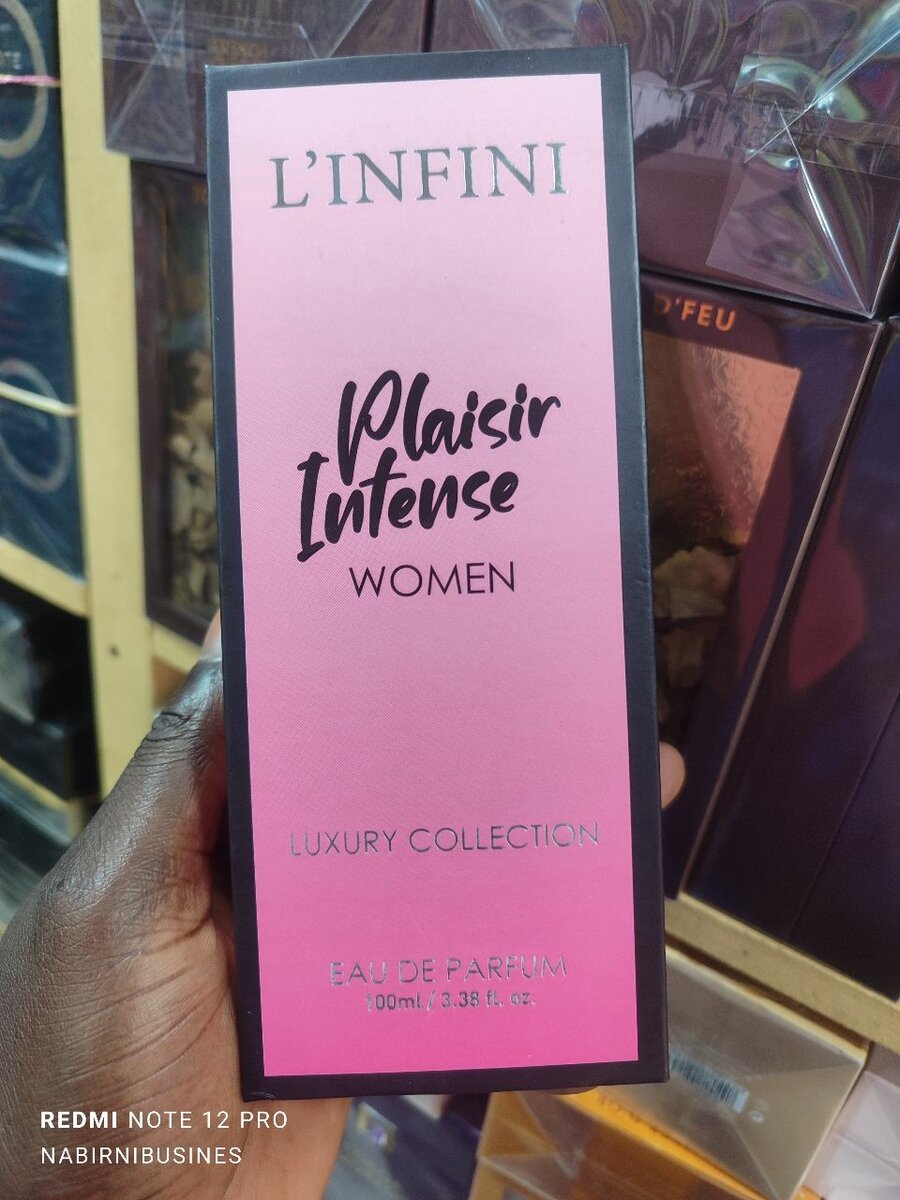 L'INFINI
Plaisir
Intense
WOMEN
LUXURY COLLECTION
EAU DE PARFUM
100ml / 3.38 fl. oz.
D'FEU
REDMI NOTE 12 PRO
NABIRNIBUSINES